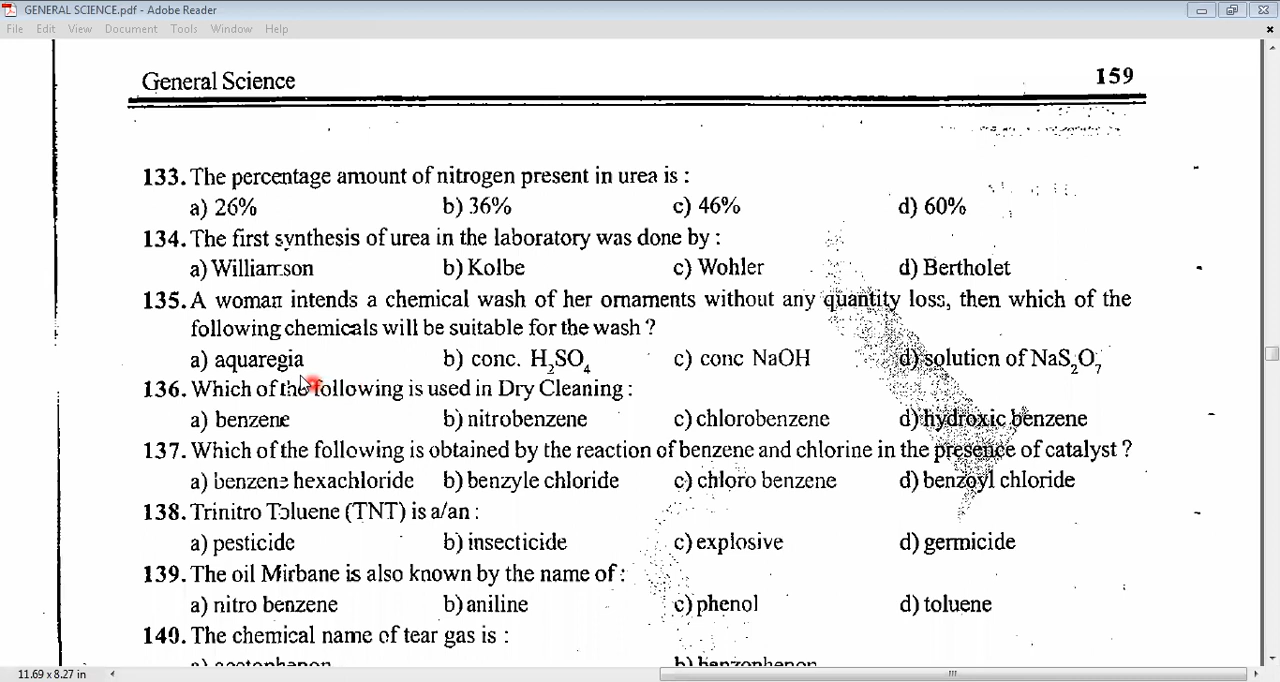 GENERAL SCIENCE.pdf - Adobe Reader
File Edit View Document Tools Window Help
General Science 159
133. The percentage amount of nitrogen present in urea is :
a) 26% b) 36% c) 46% d) 60%
134. The first synthesis of urea in the laboratory was done by :
a) Williamson b) Kolbe c) Wohler d) Bertholet
135. A woman intends a chemical wash of her ornaments without any quantity loss, then which of the
following chemicals will be suitable for the wash ?
a) aquaregia b) conc. H₂SO₄ c) conc NaOH d) solution of NaS₂O₇
136. Which of the following is used in Dry Cleaning :
a) benzene b) nitrobenzene c) chlorobenzene d) hydroxic benzene
137. Which of the following is obtained by the reaction of benzene and chlorine in the presence of catalyst ?
a) benzene hexachloride b) benzyle chloride c) chloro benzene d) benzoyl chloride
138. Trinitro Toluene (TNT) is a/an :
a) pesticide b) insecticide c) explosive d) germicide
139. The oil Mirbane is also known by the name of :
a) nitro benzene b) aniline c) phenol d) toluene
140. The chemical name of tear gas is :
a) acetophenon b) benzophenon
11.69 x 8.27 in